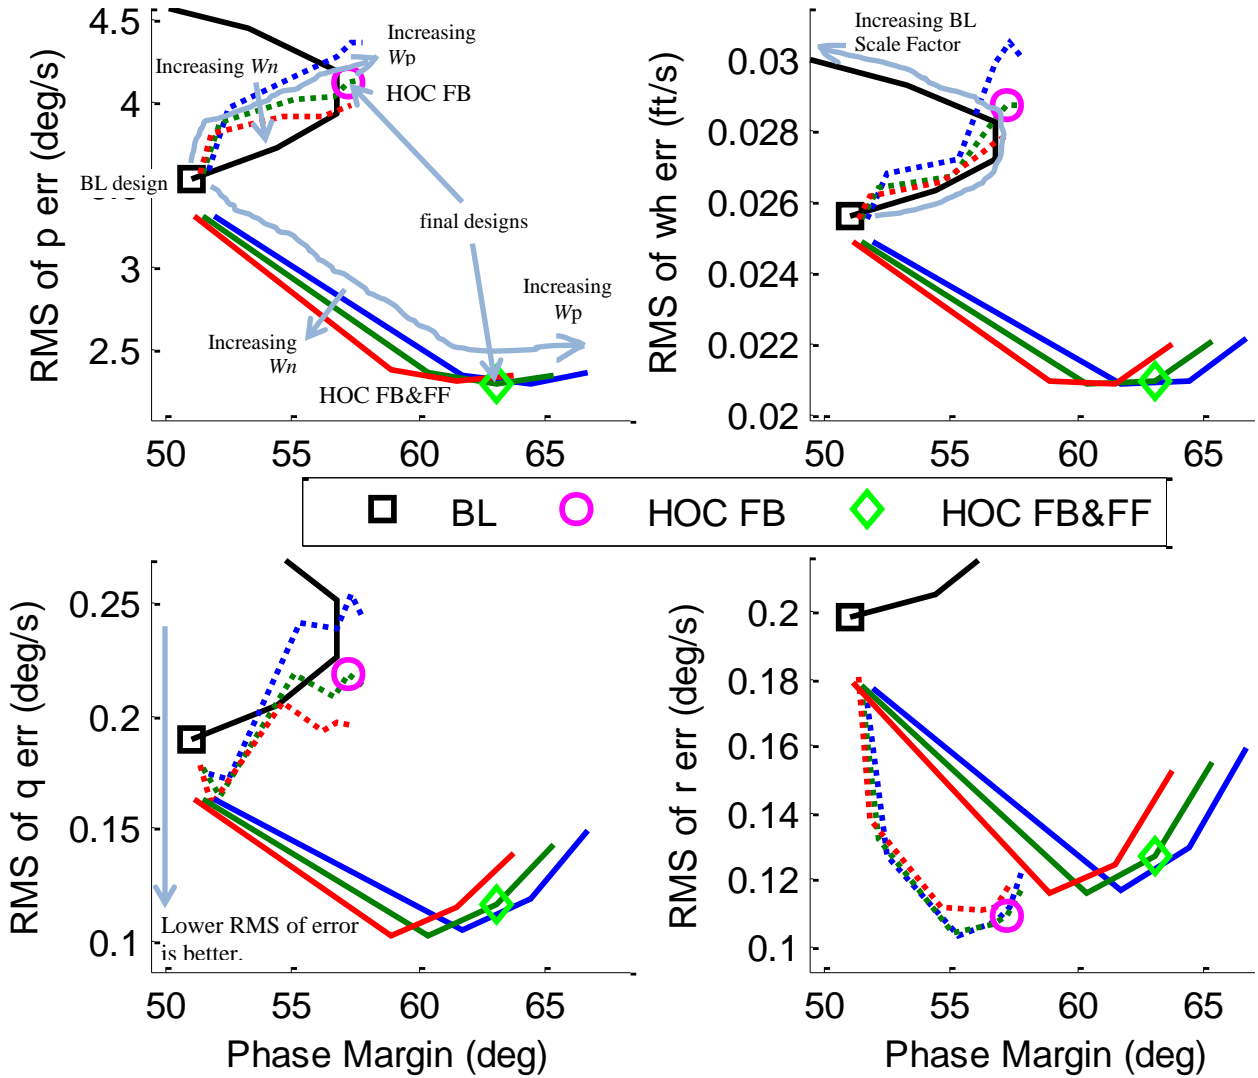 4.5
4
3
2.5
50
55
60
65
RMS of p err (deg/s)
Increasing Wn
Increasing
Wp
HOC FB
BL design
final designs
Increasing
Wp
Increasing
Wn
HOC FB&FF
0.03
0.028
0.026
0.024
0.022
0.02
50
55
60
65
RMS of wh err (ft/s)
Increasing BL
Scale Factor
BL HOC FB HOC FB&FF
0.25
0.2
0.15
0.1
50
55
60
65
RMS of q err (deg/s)
Lower RMS of error
is better.
Phase Margin (deg)
0.2
0.18
0.16
0.14
0.12
0.1
50
55
60
65
RMS of r err (deg/s)
Phase Margin (deg)